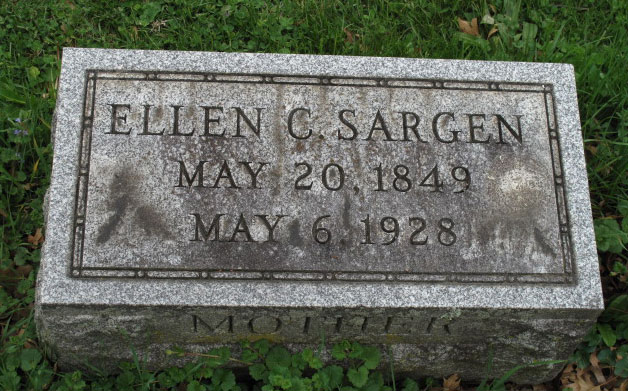 ELLEN C. SARGEN
MAY 20, 1849
MAY 6, 1928
MOTHER